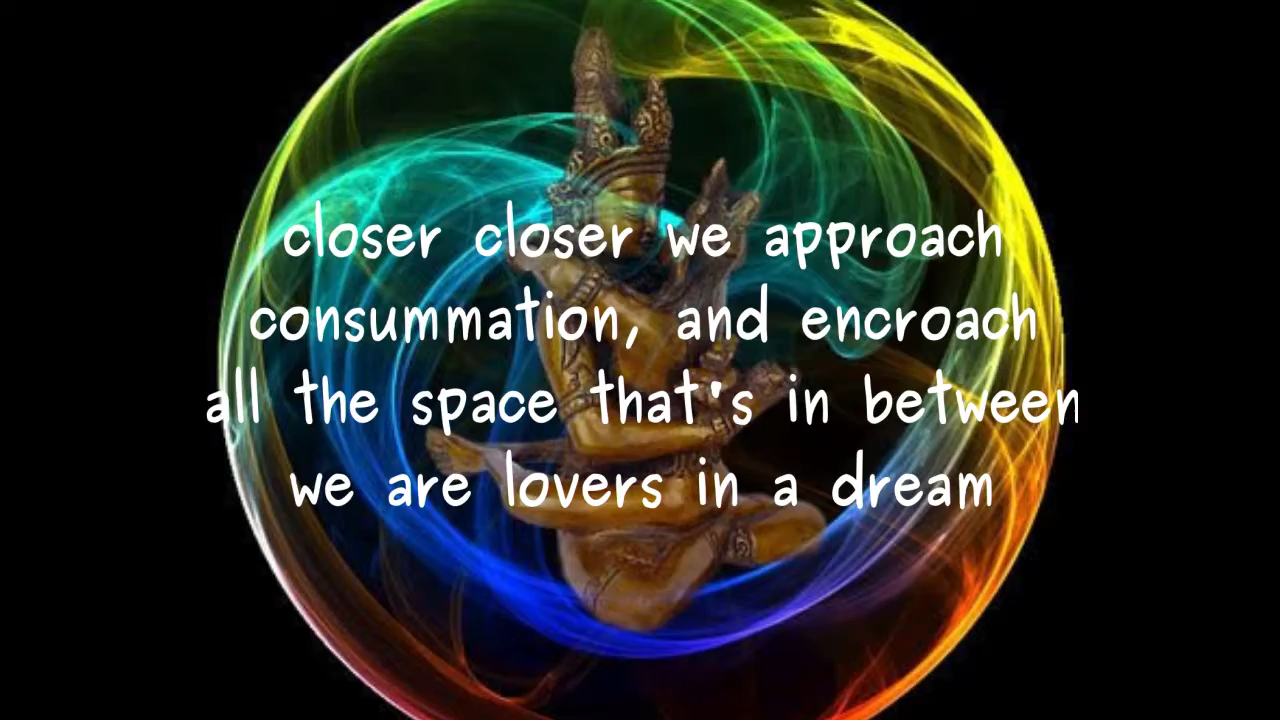 closer closer we approach
consummation, and encroach
all the space that's in between
we are lovers in a dream